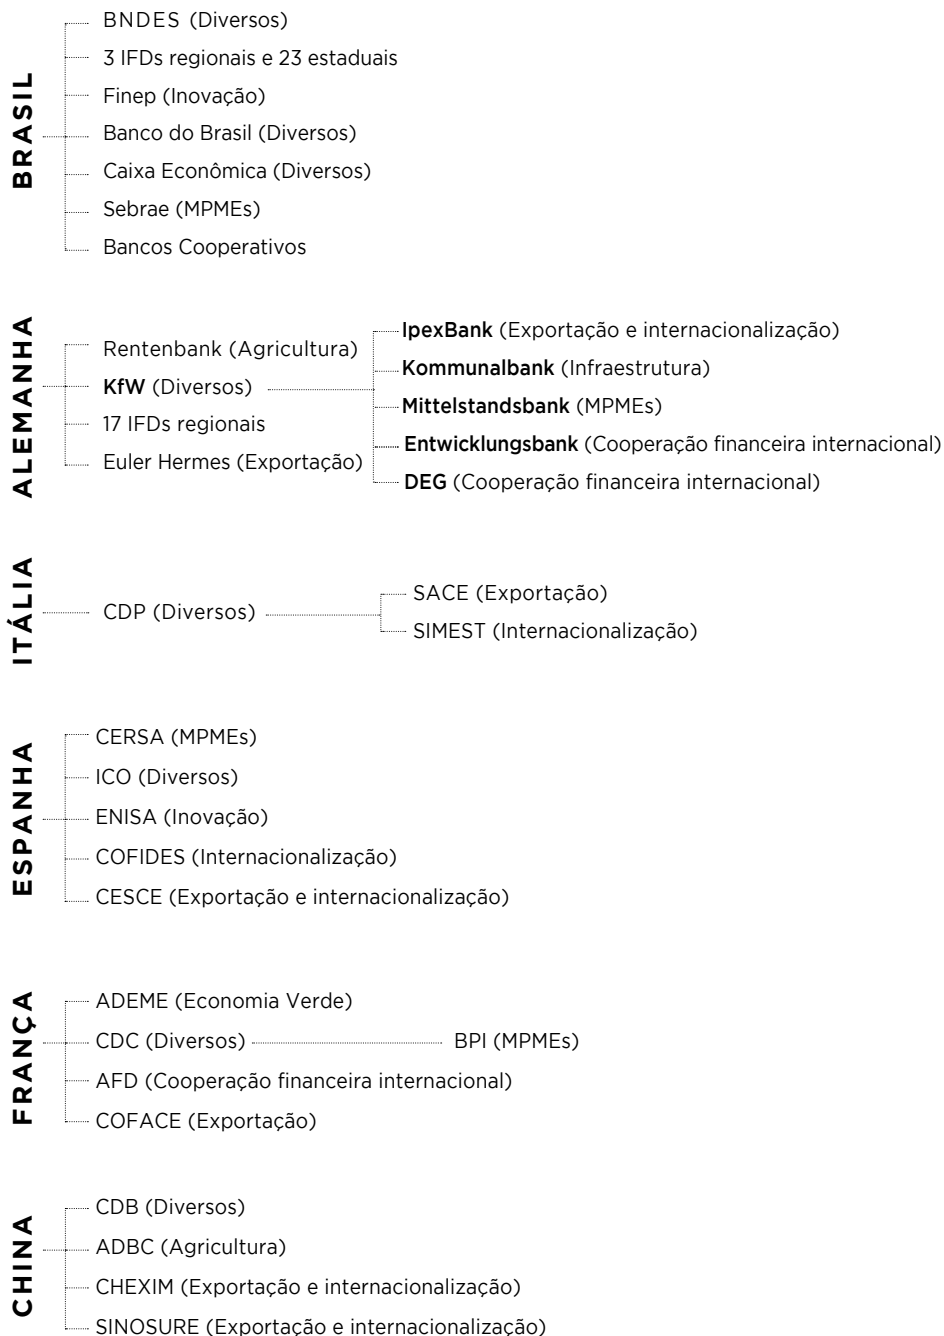 BRASIL
BNDES (Diversos)
3 IFDs regionais e 23 estaduais
Finep (Inovação)
Banco do Brasil (Diversos)
Caixa Econômica (Diversos)
Sebrae (MPMEs)
Bancos Cooperativos
ALEMANHA
Rentenbank (Agricultura)
KfW (Diversos)
17 IFDs regionais
Euler Hermes (Exportação)
IpexBank (Exportação e internacionalização)
Kommunalbank (Infraestrutura)
Mittelstandsbank (MPMEs)
Entwicklungsbank (Cooperação financeira internacional)
DEG (Cooperação financeira internacional)
ITÁLIA
CDP (Diversos)
SACE (Exportação)
SIMEST (Internacionalização)
ESPANHA
CERSA (MPMEs)
ICO (Diversos)
ENISA (Inovação)
COFIDES (Internacionalização)
CESCE (Exportação e internacionalização)
FRANÇA
ADEME (Economia Verde)
CDC (Diversos)
BPI (MPMEs)
AFD (Cooperação financeira internacional)
COFACE (Exportação)
CHINA
CDB (Diversos)
ADBC (Agricultura)
CHEXIM (Exportação e internacionalização)
SINOSURE (Exportação e internacionalização)